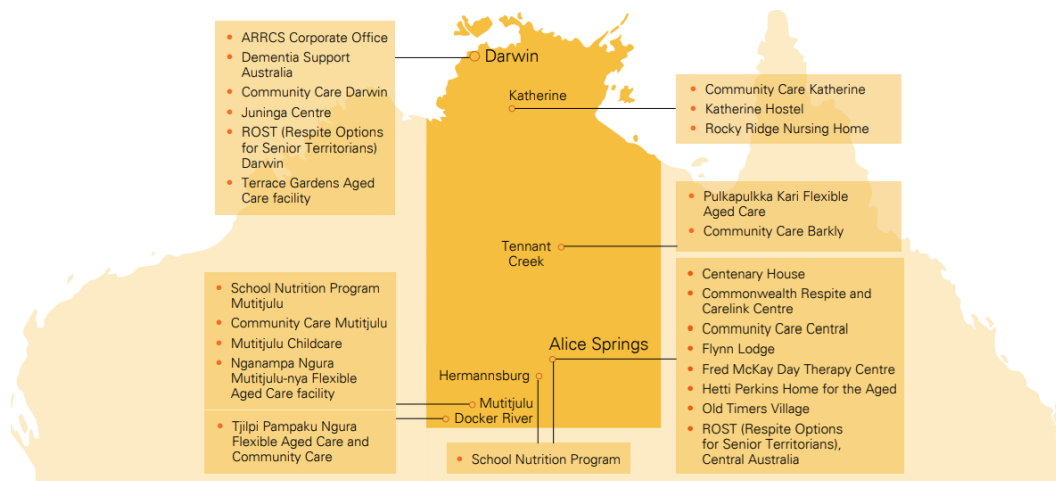 ARRCS Corporate Office
Dementia Support
Australia
Community Care Darwin
Juninga Centre
ROST (Respite Options
for Senior Territorians)
Darwin
Terrace Gardens Aged
Care facility
Darwin
Katherine
Community Care Katherine
Katherine Hostel
Rocky Ridge Nursing Home
Pulkapulkka Kari Flexible
Aged Care
Community Care Barkly
Tennant
Creek
School Nutrition Program
Mutitjulu
Community Care Mutitjulu
Mutitjulu Childcare
Nganampa Ngura
Mutitjulu-nya Flexible
Aged Care facility
Tjilpi Pampaku Ngura
Flexible Aged Care and
Community Care
Alice Springs
Hermannsburg
Mutitjulu
Docker River
School Nutrition Program
Centenary House
Commonwealth Respite and
Carelink Centre
Community Care Central
Flynn Lodge
Fred McKay Day Therapy Centre
Hetti Perkins Home for the Aged
Old Timers Village
ROST (Respite Options
for Senior Territorians),
Central Australia